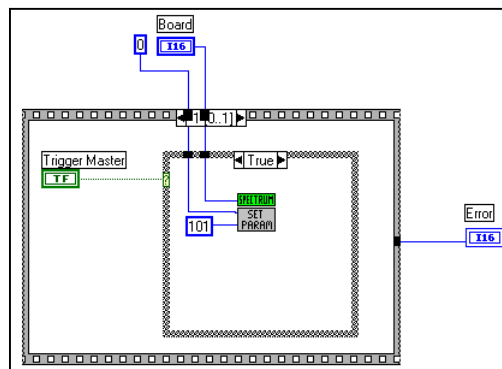 Board
0
I16
1 [0..1]
Trigger Master
TF
True
?
SPECTRUM
SET
PARAM
101
Error
I16